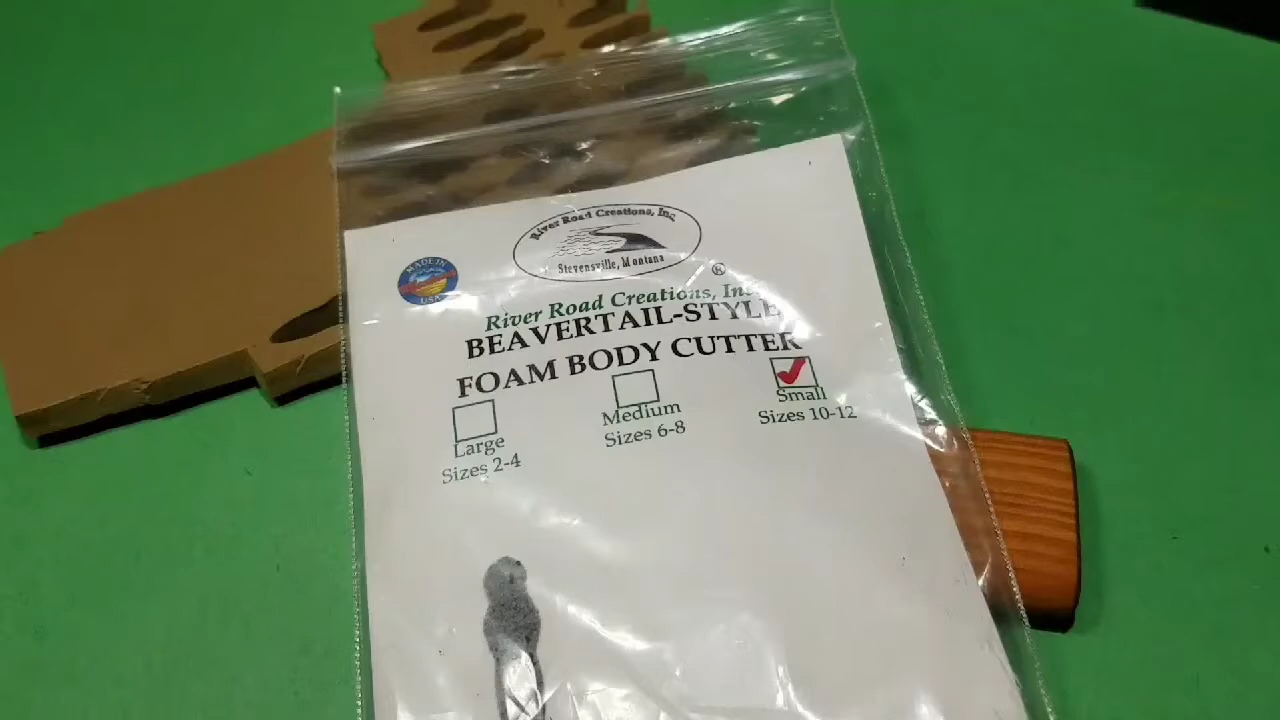 River Road Creations, Inc.
Stevensville, Montana
MADE IN
USA
®
River Road Creations, Inc.
BEAVERTAIL-STYLE
FOAM BODY CUTTER
Large
Sizes 2-4
Medium
Sizes 6-8
Small
Sizes 10-12